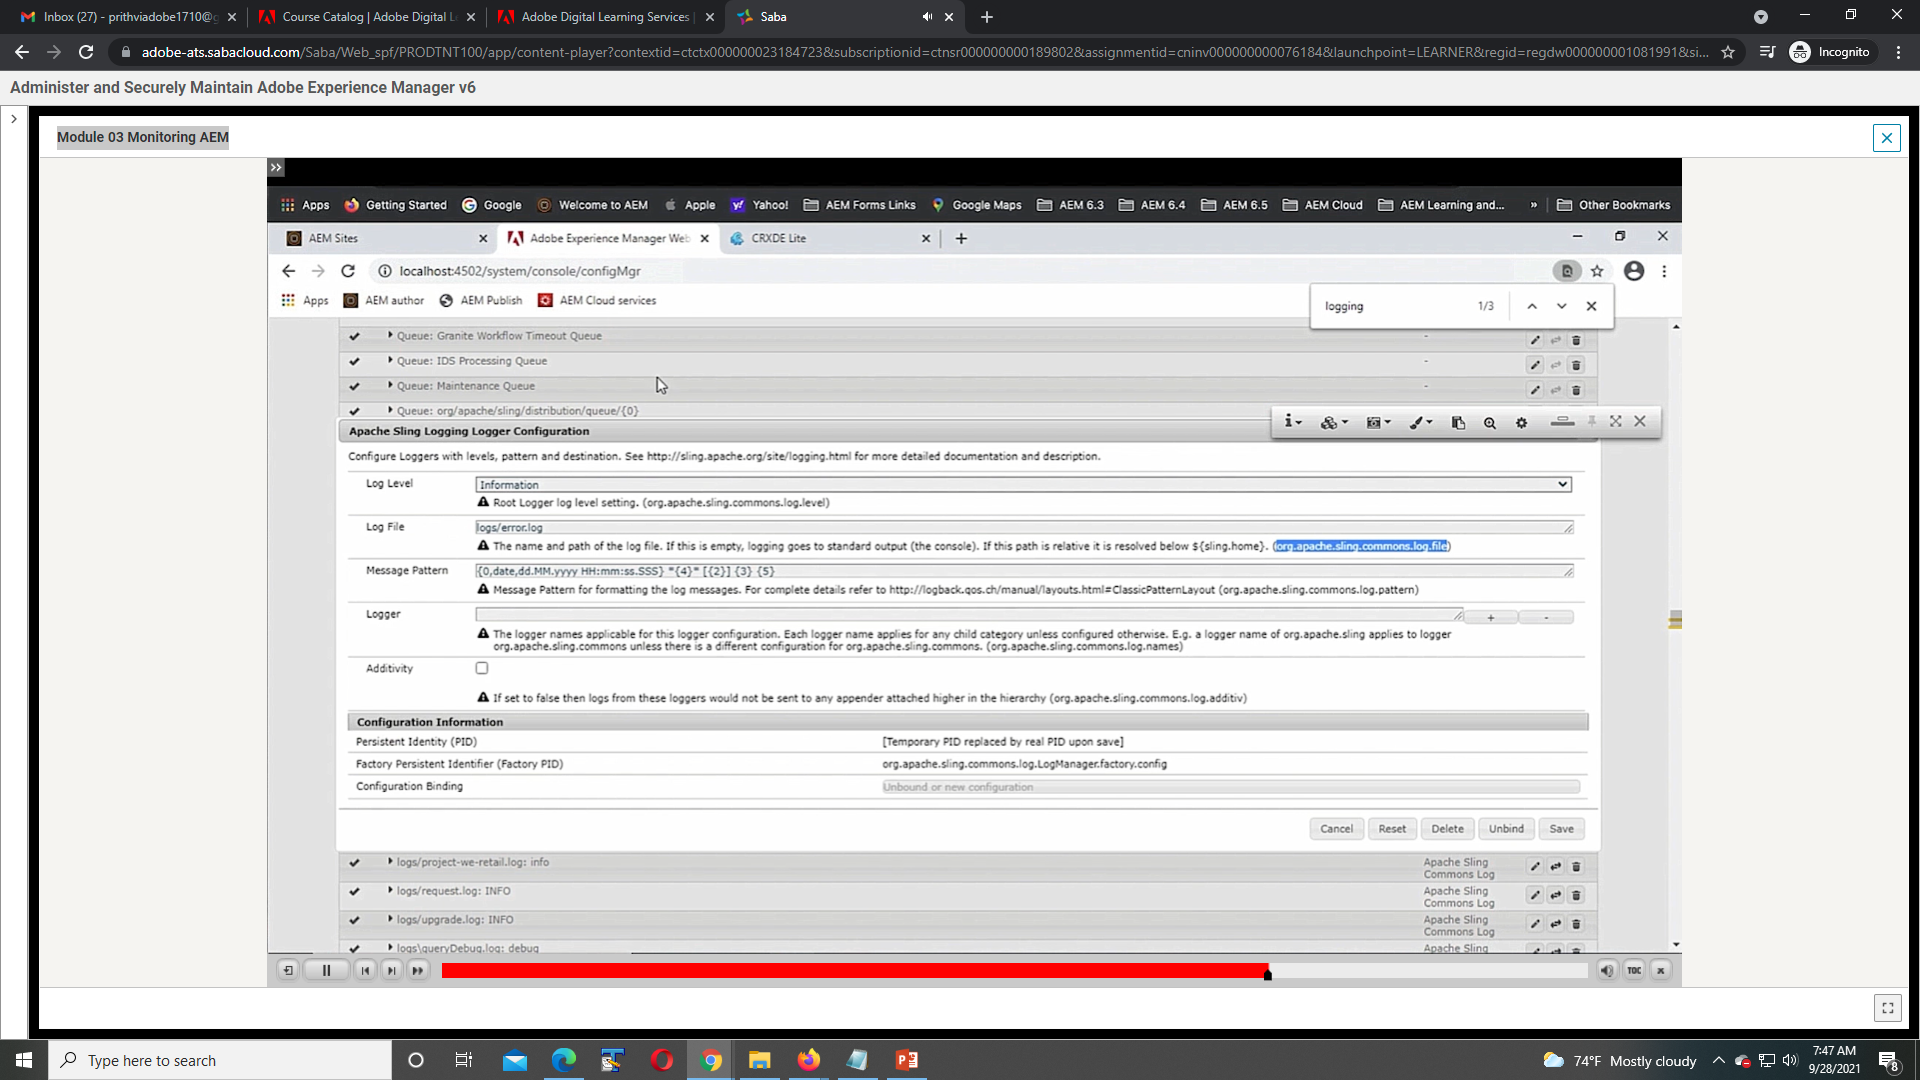 Inbox (27) - prithviadobe1710@g
Course Catalog | Adobe Digital L
Adobe Digital Learning Services |
Saba
adobe-ats.sabacloud.com/Saba/Web_spf/PRODTNT100/app/content-player?contextid=ctctx000000023184723&subscriptionid=ctnsr0000000000189802&assignmentid=cninv000000000076184&launchpoint=LEARNER&regid=regdw000000001081991&si...
Incognito
Administer and Securely Maintain Adobe Experience Manager v6
Module 03 Monitoring AEM
Apps Getting Started Google Welcome to AEM Apple Yahoo! AEM Forms Links Google Maps AEM 6.3 AEM 6.4 AEM 6.5 AEM Cloud AEM Learning and... » Other Bookmarks
AEM Sites
Adobe Experience Manager Web
CRXDE Lite
localhost:4502/system/console/configMgr
Apps AEM author AEM Publish AEM Cloud services
logging 1/3
Queue: Granite Workflow Timeout Queue -
Queue: IDS Processing Queue -
Queue: Maintenance Queue
Queue: org/apache/sling/distribution/queue/{0}
Apache Sling Logging Logger Configuration
Configure Loggers with levels, pattern and destination. See http://sling.apache.org/site/logging.html for more detailed documentation and description.
Log Level Information
Root Logger log level setting. (org.apache.sling.commons.log.level)
Log File logs/error.log
The name and path of the log file. If this is empty, logging goes to standard output (the console). If this path is relative it is resolved below ${sling.home}. (org.apache.sling.commons.log.file)
Message Pattern {0,date,dd.MM.yyyy HH:mm:ss.SSS} *{4}* [{2}] {3} {5}
Message Pattern for formatting the log messages. For complete details refer to http://logback.qos.ch/manual/layouts.html#ClassicPatternLayout (org.apache.sling.commons.log.pattern)
Logger + -
The logger names applicable for this logger configuration. Each logger name applies for any child category unless configured otherwise. E.g. a logger name of org.apache.sling applies to logger
org.apache.sling.commons unless there is a different configuration for org.apache.sling.commons. (org.apache.sling.commons.log.names)
Additivity
If set to false then logs from these loggers would not be sent to any appender attached higher in the hierarchy (org.apache.sling.commons.log.additiv)
Configuration Information
Persistent Identity (PID) [Temporary PID replaced by real PID upon save]
Factory Persistent Identifier (Factory PID) org.apache.sling.commons.log.LogManager.factory.config
Configuration Binding Unbound or new configuration
Cancel Reset Delete Unbind Save
logs/project-we-retail.log: info Apache Sling
Commons Log
logs/request.log: INFO Apache Sling
Commons Log
logs/upgrade.log: INFO Apache Sling
Commons Log
logs\queryDebug.log: debug Apache Sling
TOC
Type here to search
74°F Mostly cloudy
7:47 AM
9/28/2021
8